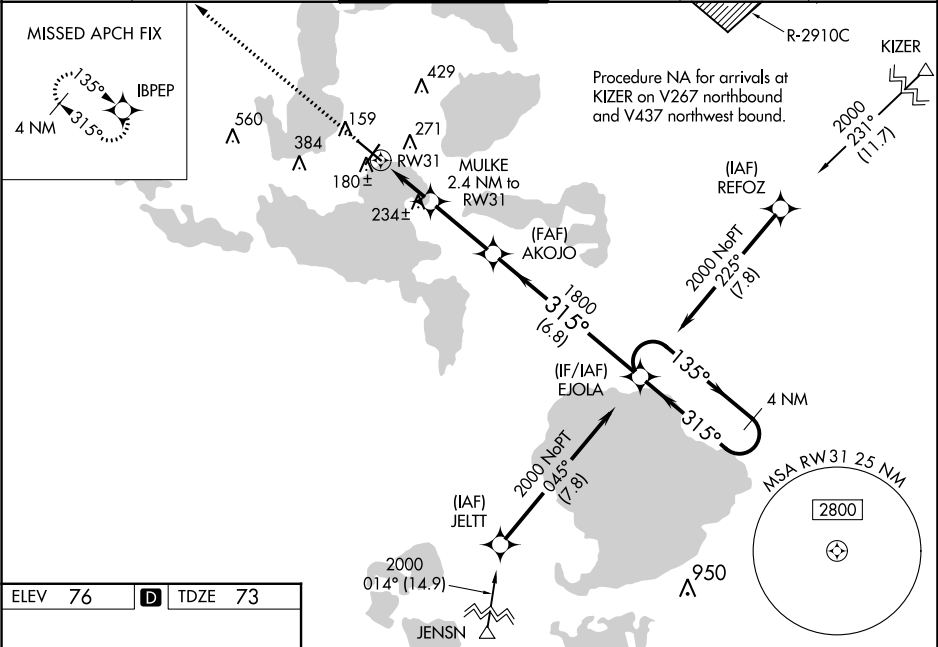 MISSED APCH FIX
135°
IBPEP
4 NM
315°
429
560
159
384
271
RW31
180 ±
234 ±
MULKE
2.4 NM to
RW31
(FAF)
AKOJO
R-2910C
KIZER
Procedure NA for arrivals at
KIZER on V267 northbound
and V437 northwest bound.
2000
231°
(11.7)
(IAF)
REFOZ
2000 NoPT
225°
(7.8)
1800
315°
(6.8)
(IF/IAF)
EJOLA
135°
4 NM
315°
2000 NoPT
045°
(7.8)
(IAF)
JELTT
2000
014° (14.9)
JENSN
950
MSA RW31 25 NM
2800
ELEV 76 D TDZE 73